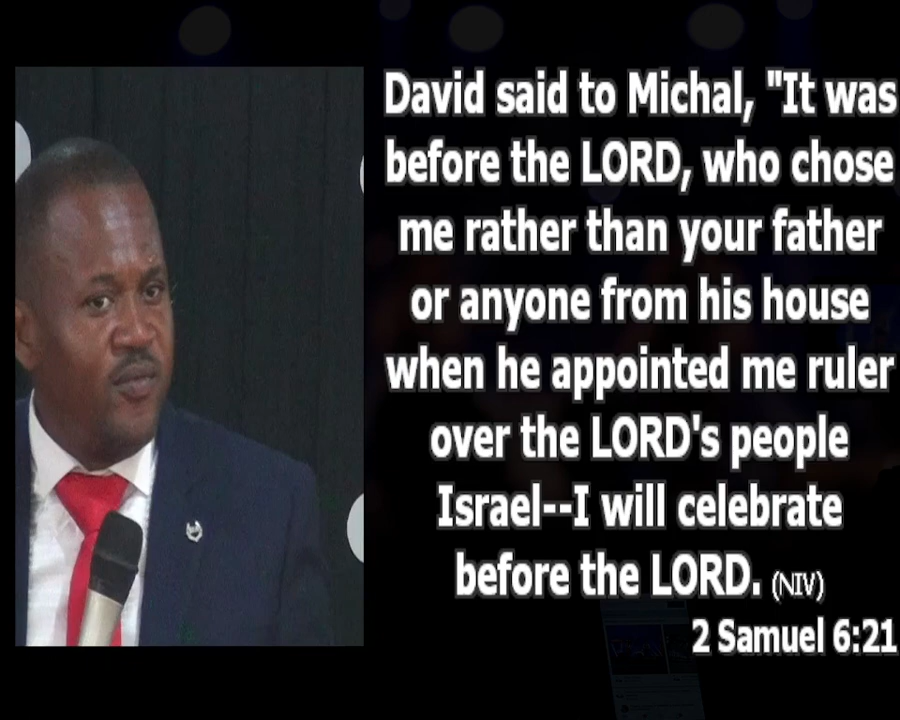 David said to Michal, "It was
before the LORD, who chose
me rather than your father
or anyone from his house
when he appointed me ruler
over the LORD's people
Israel--I will celebrate
before the LORD. (NIV)
2 Samuel 6:21